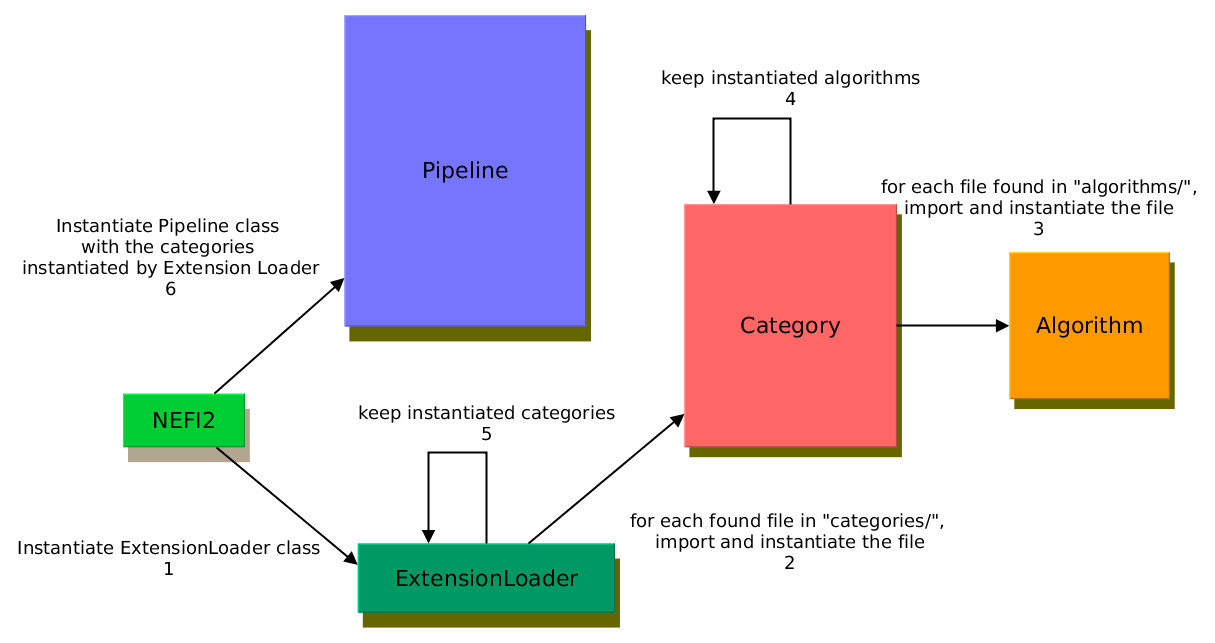 Pipeline
keep instantiated algorithms
4
for each file found in "algorithms/",
import and instantiate the file
3
Instantiate Pipeline class
with the categories
instantiated by Extension Loader
6
Category
Algorithm
NEFI2
keep instantiated categories
5
for each found file in "categories/",
import and instantiate the file
2
Instantiate ExtensionLoader class
1
ExtensionLoader